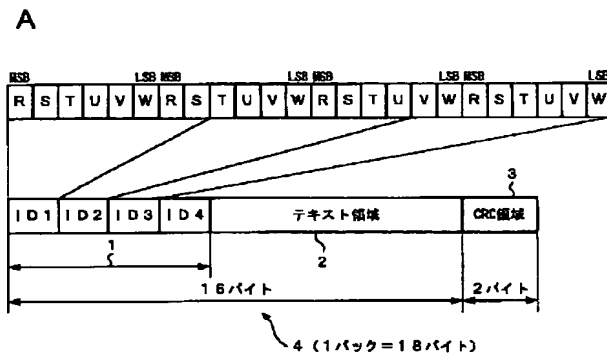 A
MSB LSB MSB LSB MSB LSB MSB LSB
R S T U V W R S T U V W R S T U V W R S T U V W
3
ID1 ID2 ID3 ID4 テキスト領域 CRC領域
1 2
16バイト 2バイト
4 (1パック=18バイト)